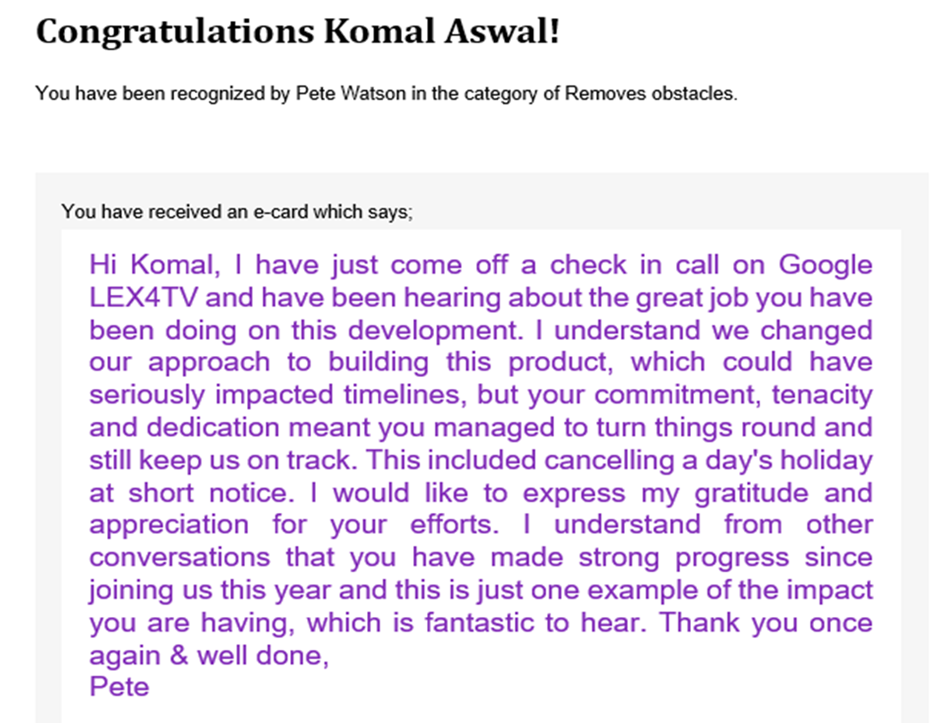 Congratulations Komal Aswal!
You have been recognized by Pete Watson in the category of Removes obstacles.
You have received an e-card which says;
Hi Komal, I have just come off a check in call on Google
LEX4TV and have been hearing about the great job you have
been doing on this development. I understand we changed
our approach to building this product, which could have
seriously impacted timelines, but your commitment, tenacity
and dedication meant you managed to turn things round and
still keep us on track. This included cancelling a day's holiday
at short notice. I would like to express my gratitude and
appreciation for your efforts. I understand from other
conversations that you have made strong progress since
joining us this year and this is just one example of the impact
you are having, which is fantastic to hear. Thank you once
again & well done,
Pete